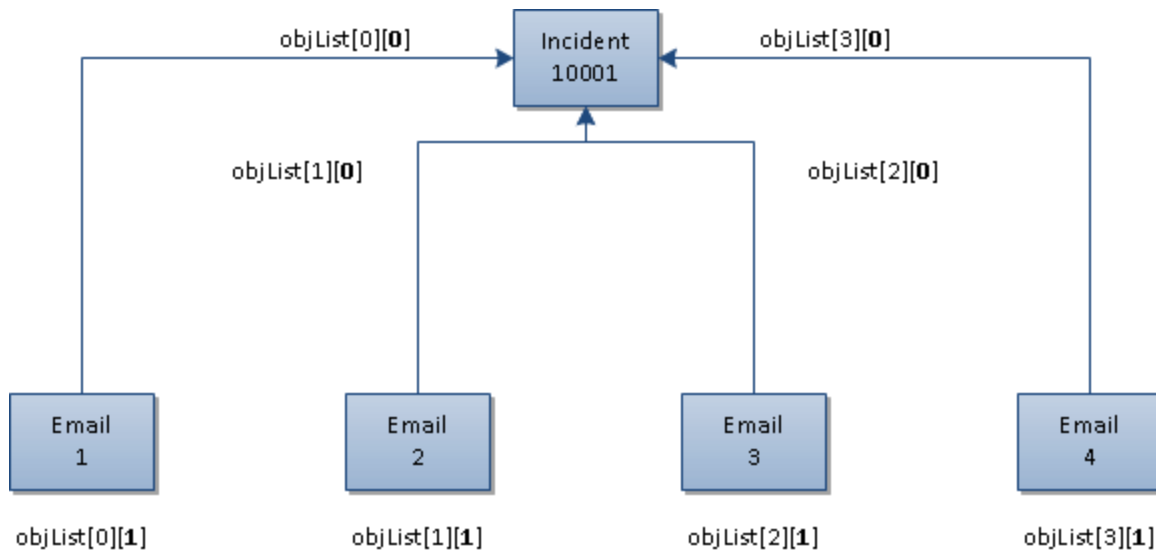 objList[0][0]
Incident
10001
objList[3][0]
objList[1][0]
objList[2][0]
Email
1
Email
2
Email
3
Email
4
objList[0][1]
objList[1][1]
objList[2][1]
objList[3][1]